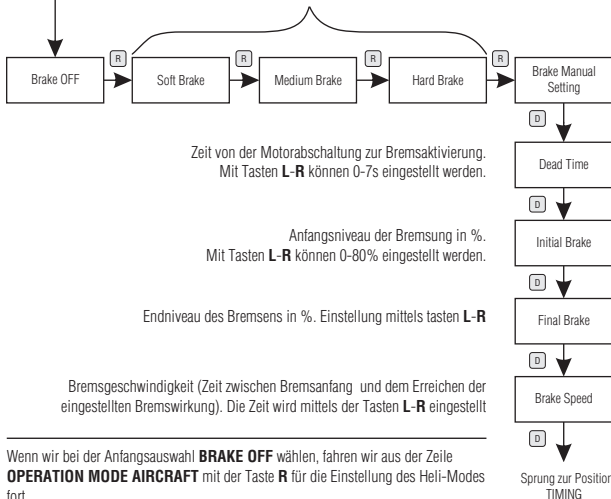 R R R R
Brake OFF Soft Brake Medium Brake Hard Brake Brake Manual
Setting
D
Zeit von der Motorabschaltung zur Bremsaktivierung.
Mit Tasten L-R können 0-7s eingestellt werden.
Dead Time
D
Anfangsniveau der Bremsung in %.
Mit Tasten L-R können 0-80% eingestellt werden.
Initial Brake
D
Endniveau des Bremsens in %. Einstellung mittels tasten L-R
Final Brake
D
Bremsgeschwindigkeit (Zeit zwischen Bremsanfang und dem Erreichen der
eingestellten Bremswirkung). Die Zeit wird mittels der Tasten L-R eingestellt
Brake Speed
D
Wenn wir bei der Anfangsauswahl BRAKE OFF wählen, fahren wir aus der Zeile
OPERATION MODE AIRCRAFT mit der Taste R für die Einstellung des Heli-Modes
fort.
Sprung zur Position
TIMING